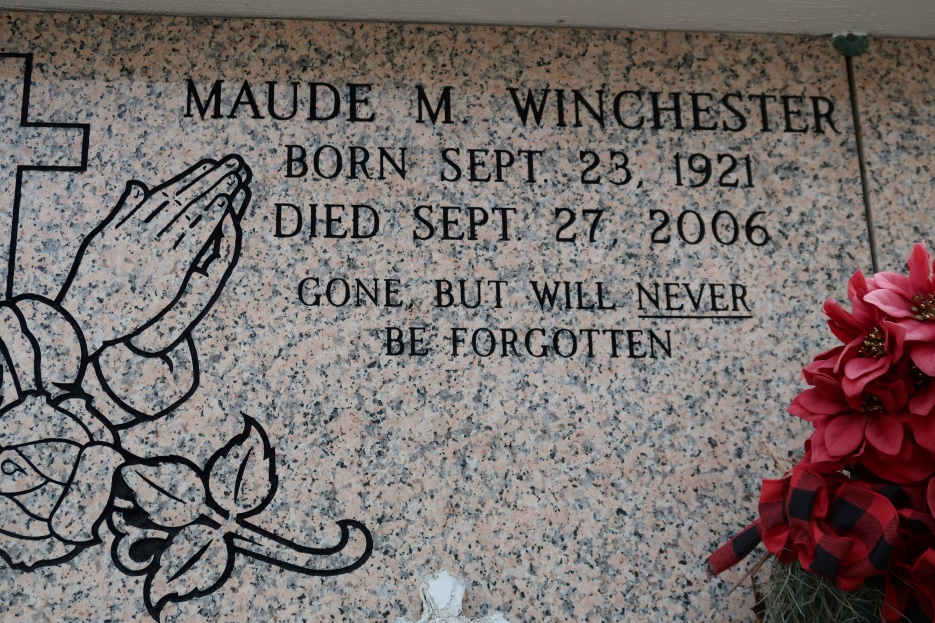 MAUDE M. WINCHESTER
BORN SEPT 23, 1921
DIED SEPT 27, 2006
GONE, BUT WILL NEVER
BE FORGOTTEN